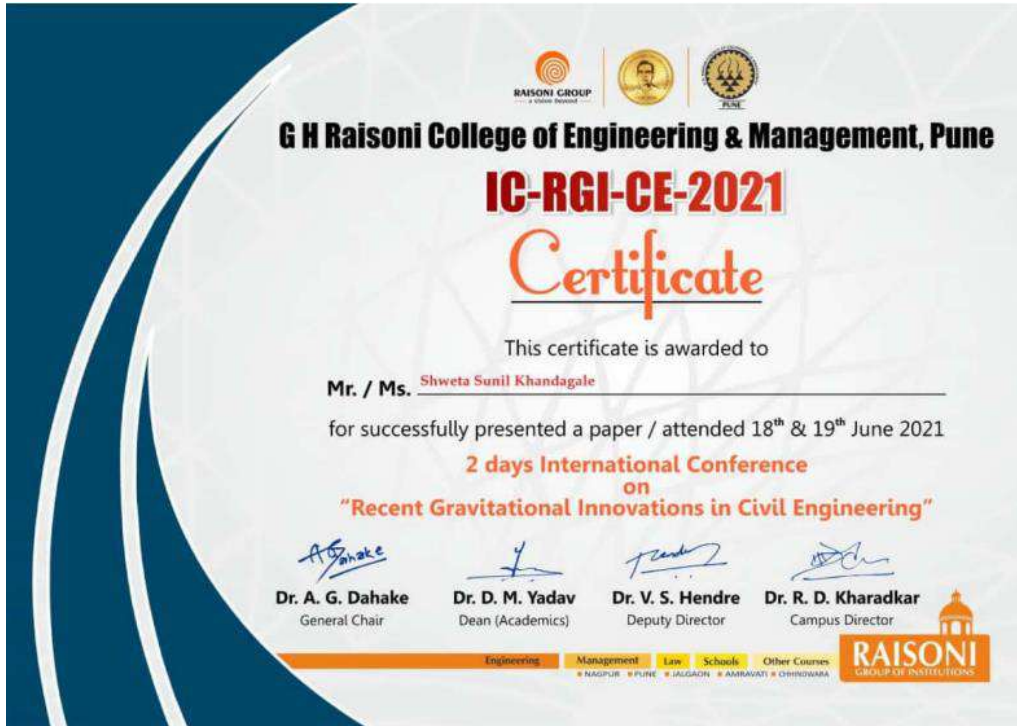 RAISONI GROUP
a vision beyond
PUNE
G H Raisoni College of Engineering & Management, Pune
IC-RGI-CE-2021
Certificate
This certificate is awarded to
Mr. / Ms. Shweta Sunil Khandagale
for successfully presented a paper / attended 18th & 19th June 2021
2 days International Conference
on
“Recent Gravitational Innovations in Civil Engineering”
Dr. A. G. Dahake Dr. D. M. Yadav Dr. V. S. Hendre Dr. R. D. Kharadkar
General Chair Dean (Academics) Deputy Director Campus Director
Engineering Management Law Schools Other Courses
NAGPUR PUNE JALGAON AMRAVATI CHHINDWARA
RAISONI
GROUP OF INSTITUTIONS